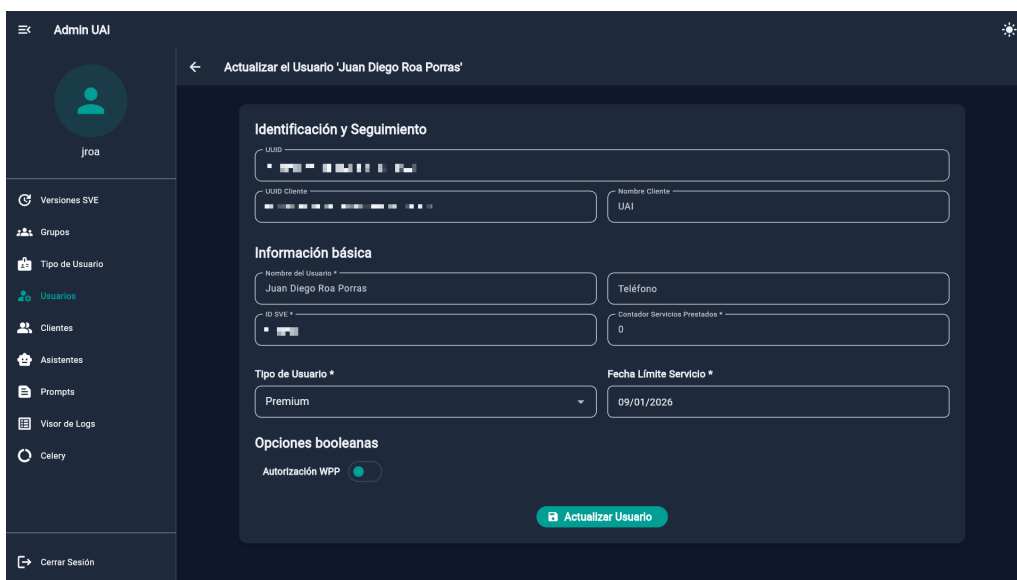 Admin UAI
jroa
Versiones SVE
Grupos
Tipo de Usuario
Usuarios
Clientes
Asistentes
Prompts
Visor de Logs
Celery
Cerrar Sesión
Actualizar el Usuario 'Juan Diego Roa Porras'
Identificación y Seguimiento
UUID
UUID Cliente
Nombre Cliente
UAI
Información básica
Nombre del Usuario *
Juan Diego Roa Porras
Teléfono
ID SVE *
Contador Servicios Prestados *
0
Tipo de Usuario *
Premium
Fecha Límite Servicio *
09/01/2026
Opciones booleanas
Autorización WPP
Actualizar Usuario